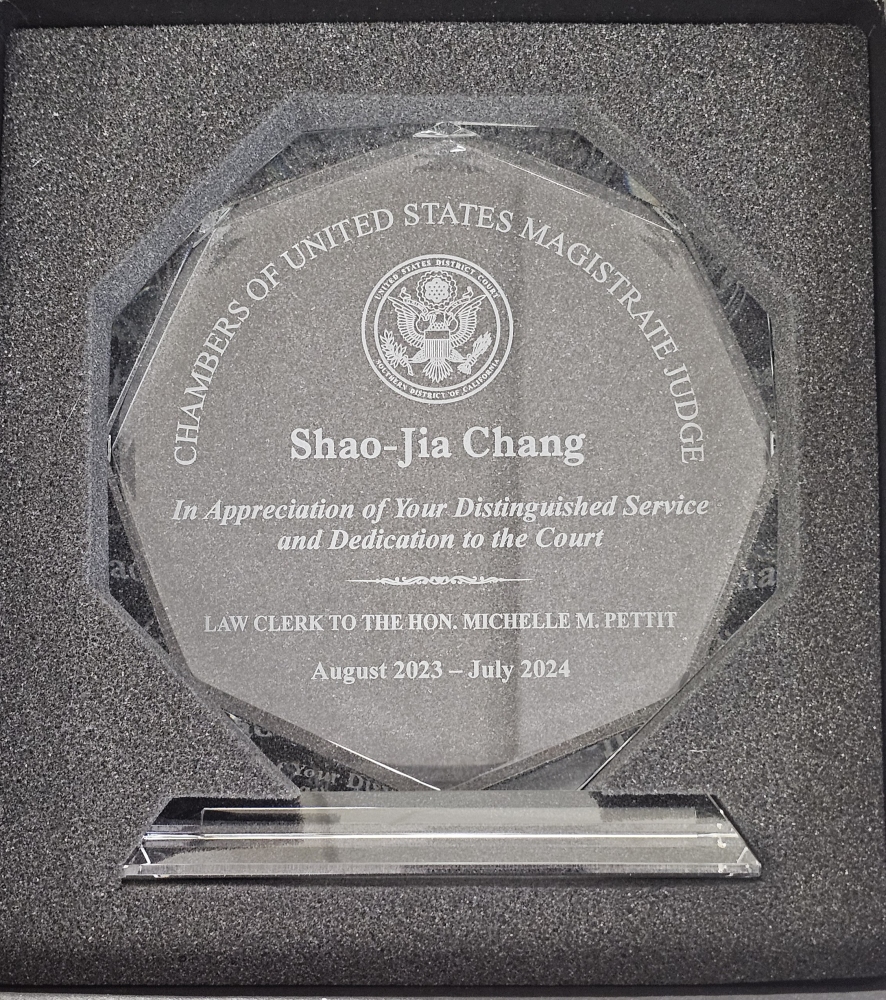 CHAMBERS OF UNITED STATES MAGISTRATE JUDGE
UNITED STATES DISTRICT COURT
SOUTHERN DISTRICT OF CALIFORNIA
Shao-Jia Chang
In Appreciation of Your Distinguished Service
and Dedication to the Court
LAW CLERK TO THE HON. MICHELLE M. PETTIT
August 2023 – July 2024